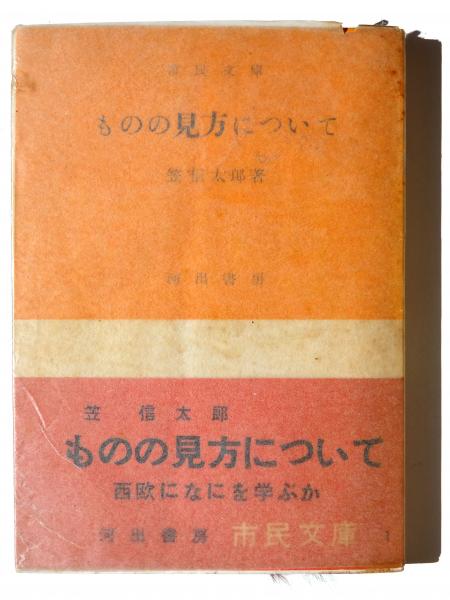 市民文庫
ものの見方について
笠信太郎著
河出書房
笠 信太郎
ものの見方について
西欧になにを学ぶか
河出書房 市民文庫 1